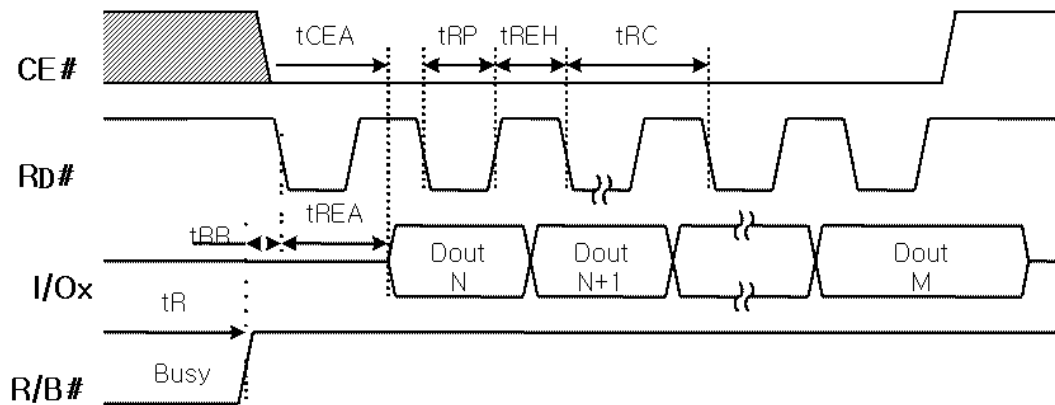 tCEA
tRP
tREH
tRC
CE#
RD#
tREA
tRR
Dout
N
Dout
N+1
Dout
M
I/Ox
tR
Busy
R/B#